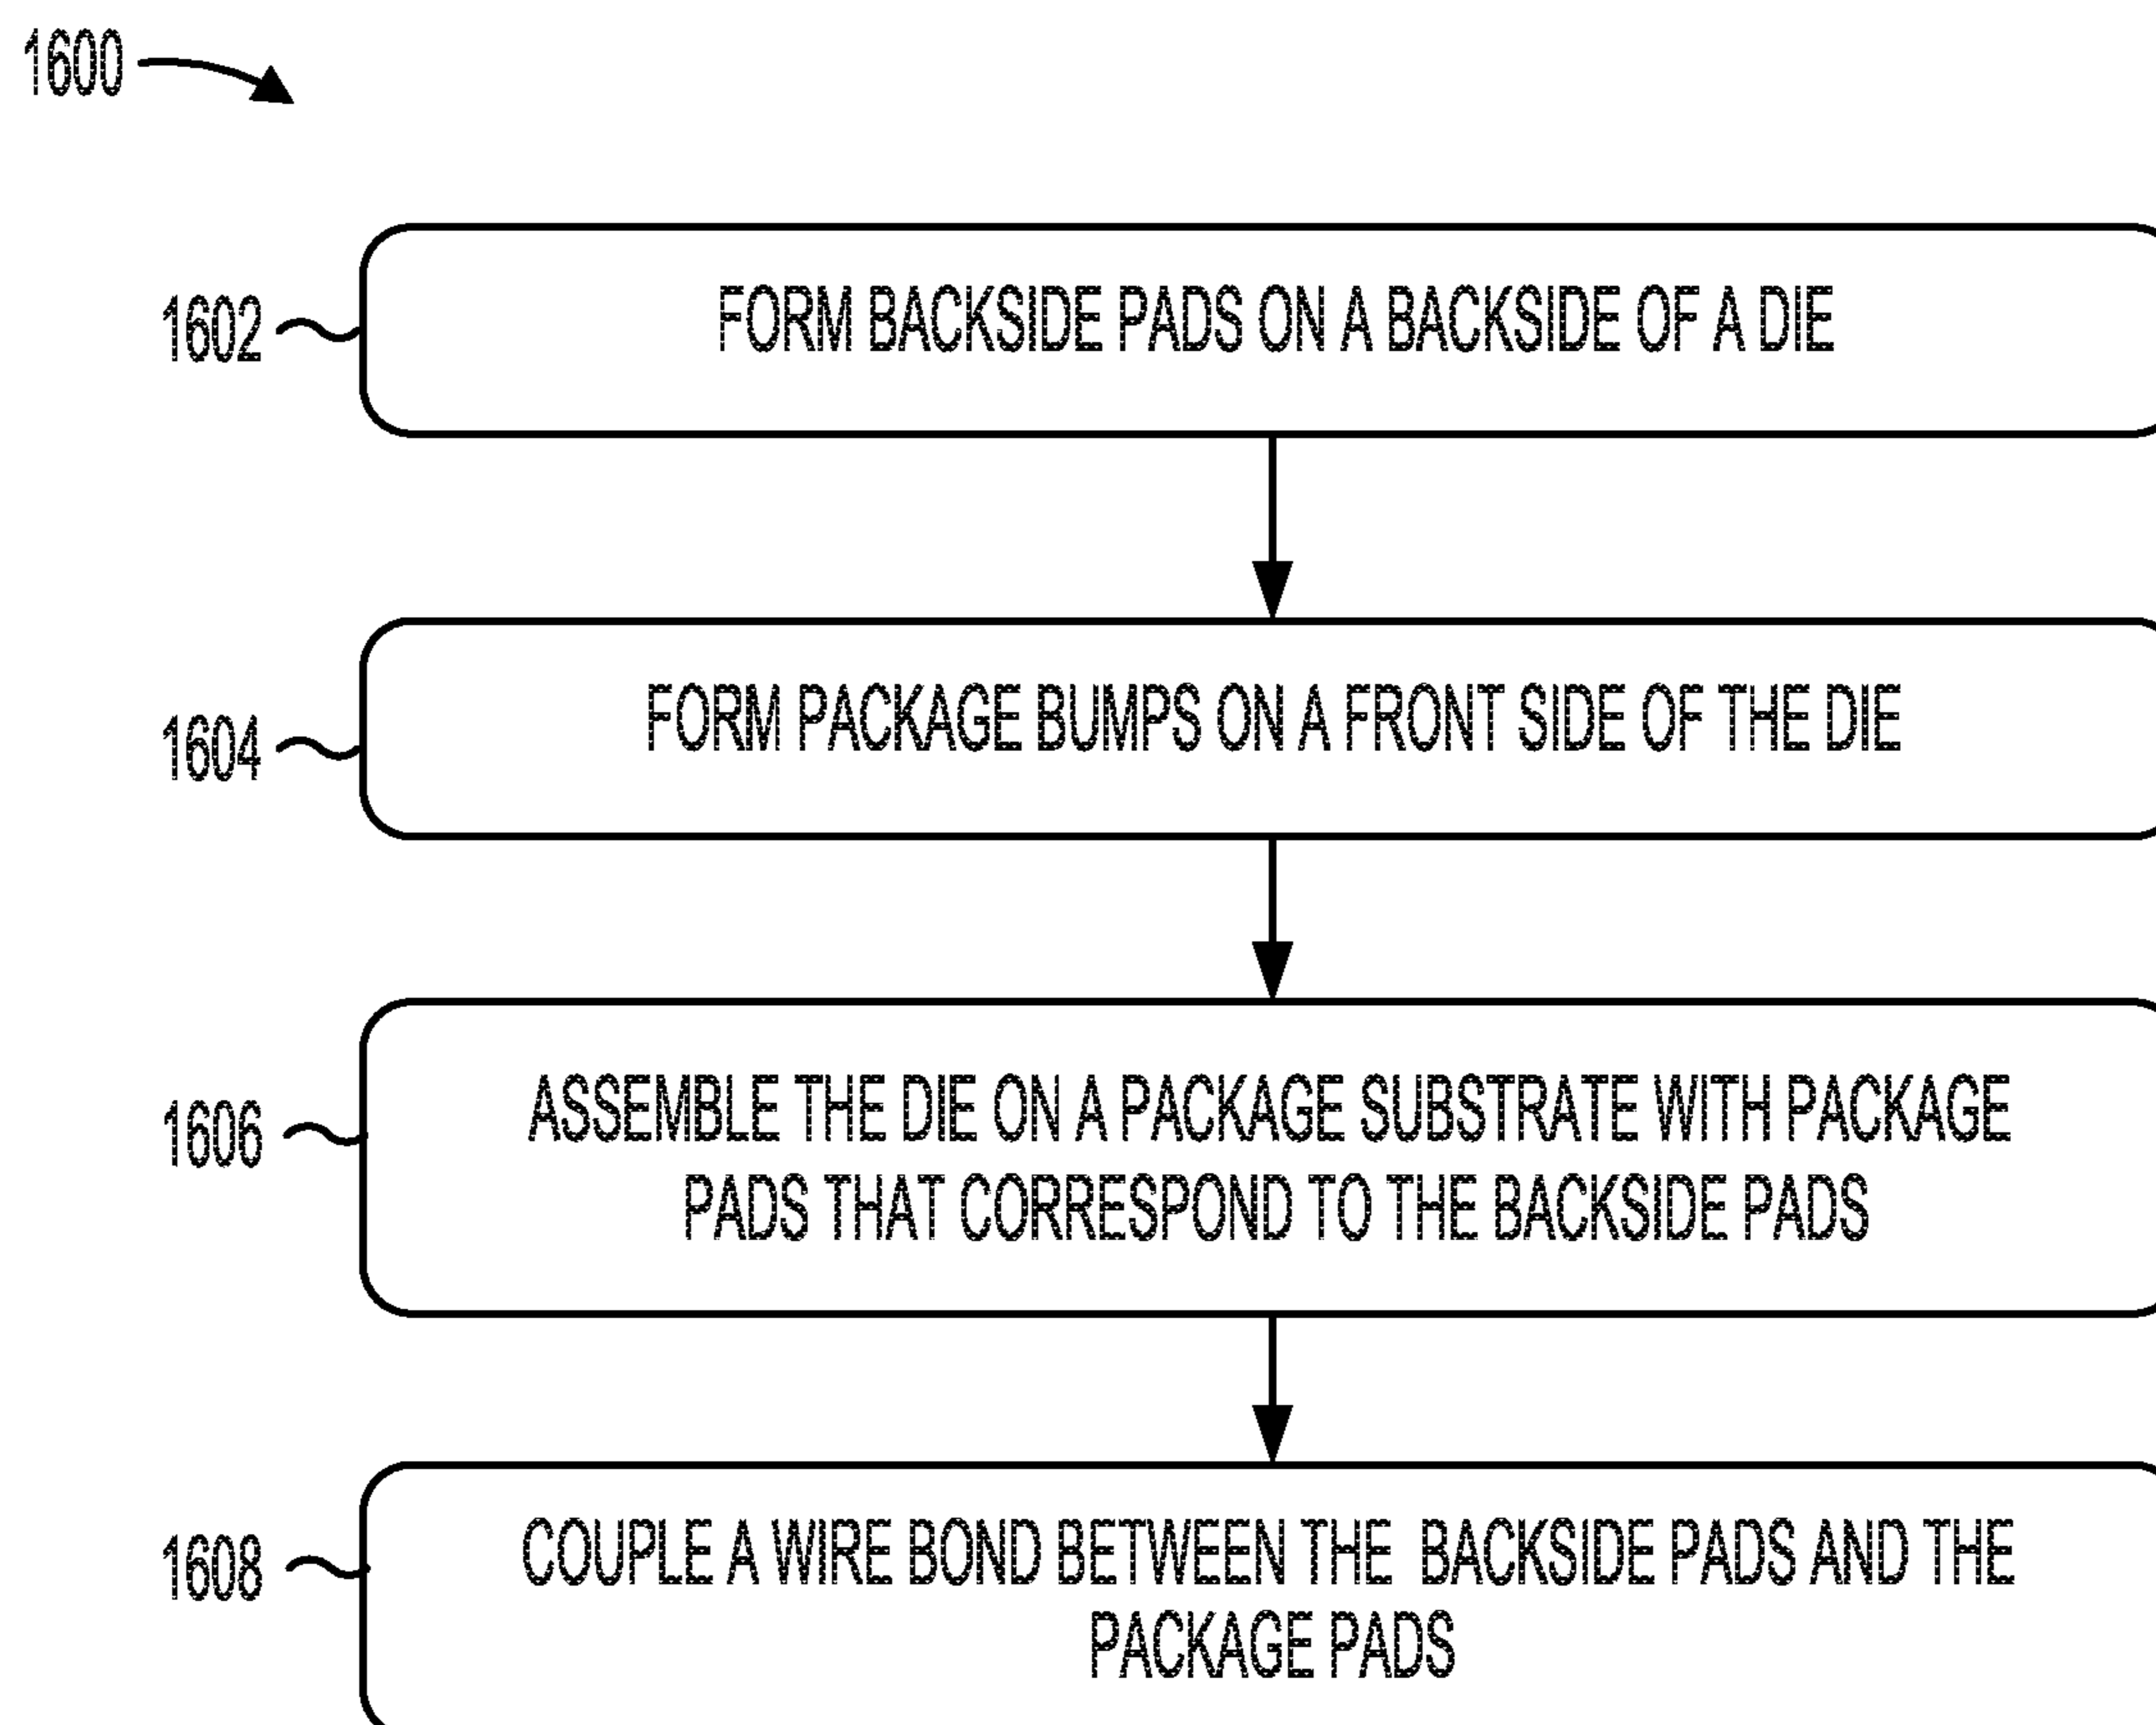 1600
1602
FORM BACKSIDE PADS ON A BACKSIDE OF A DIE
1604
FORM PACKAGE BUMPS ON A FRONT SIDE OF THE DIE
1606
ASSEMBLE THE DIE ON A PACKAGE SUBSTRATE WITH PACKAGE
PADS THAT CORRESPOND TO THE BACKSIDE PADS
1608
COUPLE A WIRE BOND BETWEEN THE BACKSIDE PADS AND THE
PACKAGE PADS